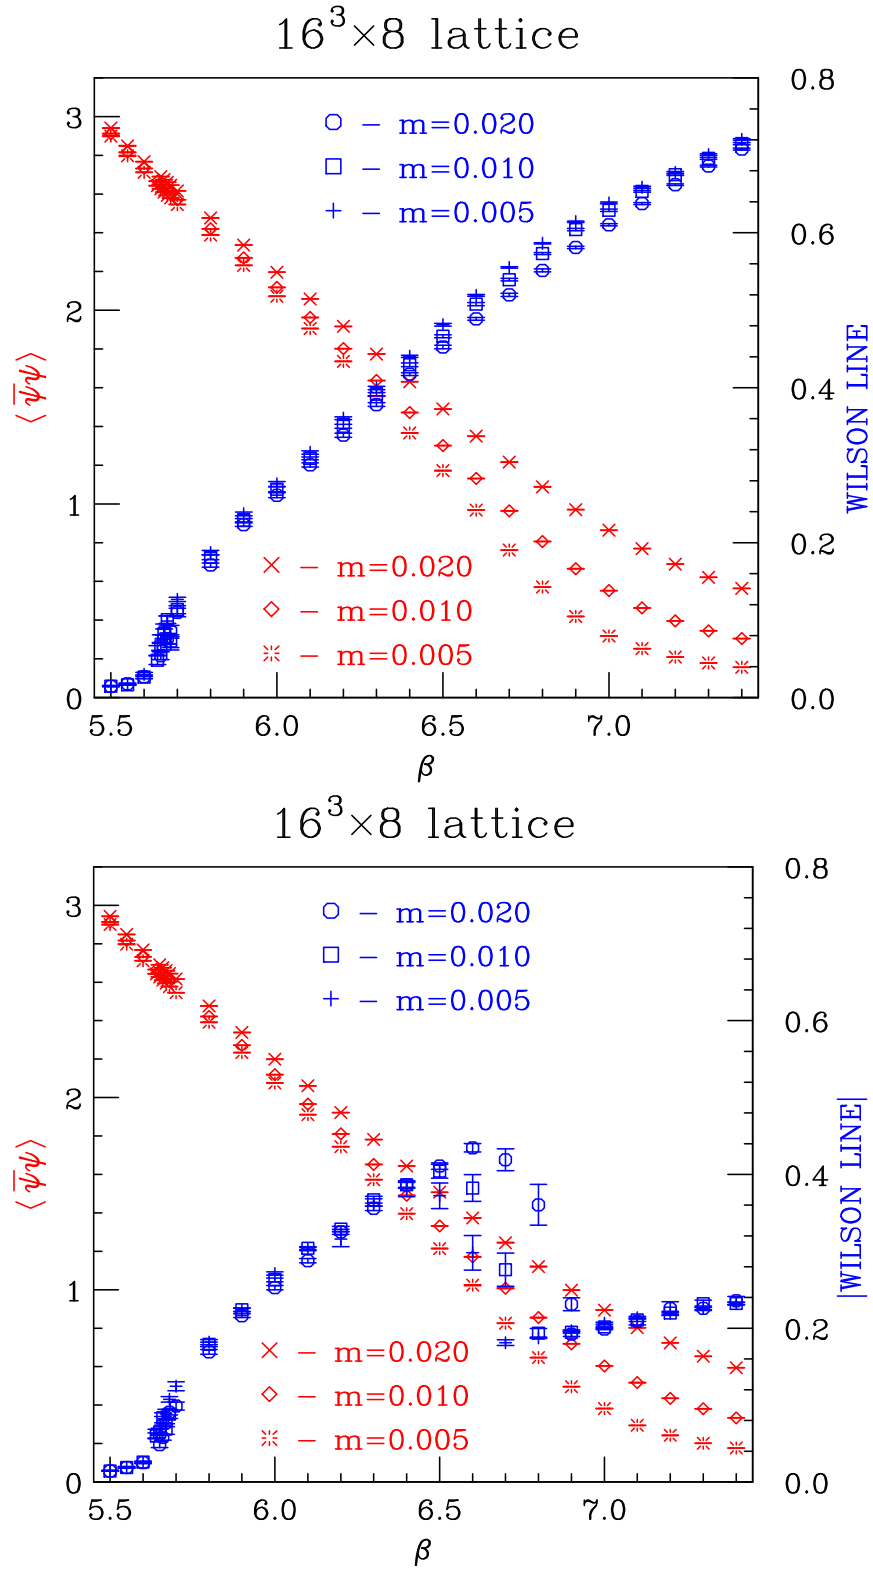 16³×8 lattice
○ – m=0.020
□ – m=0.010
+ – m=0.005
× – m=0.020
◇ – m=0.010
※ – m=0.005
3
2
1
0
⟨ψ̅ψ⟩
0.8
0.6
0.4
0.2
0.0
WILSON LINE
5.5 6.0 6.5 7.0
β
16³×8 lattice
○ – m=0.020
□ – m=0.010
+ – m=0.005
× – m=0.020
◇ – m=0.010
※ – m=0.005
3
2
1
0
⟨ψ̅ψ⟩
0.8
0.6
0.4
0.2
0.0
|WILSON LINE|
5.5 6.0 6.5 7.0
β